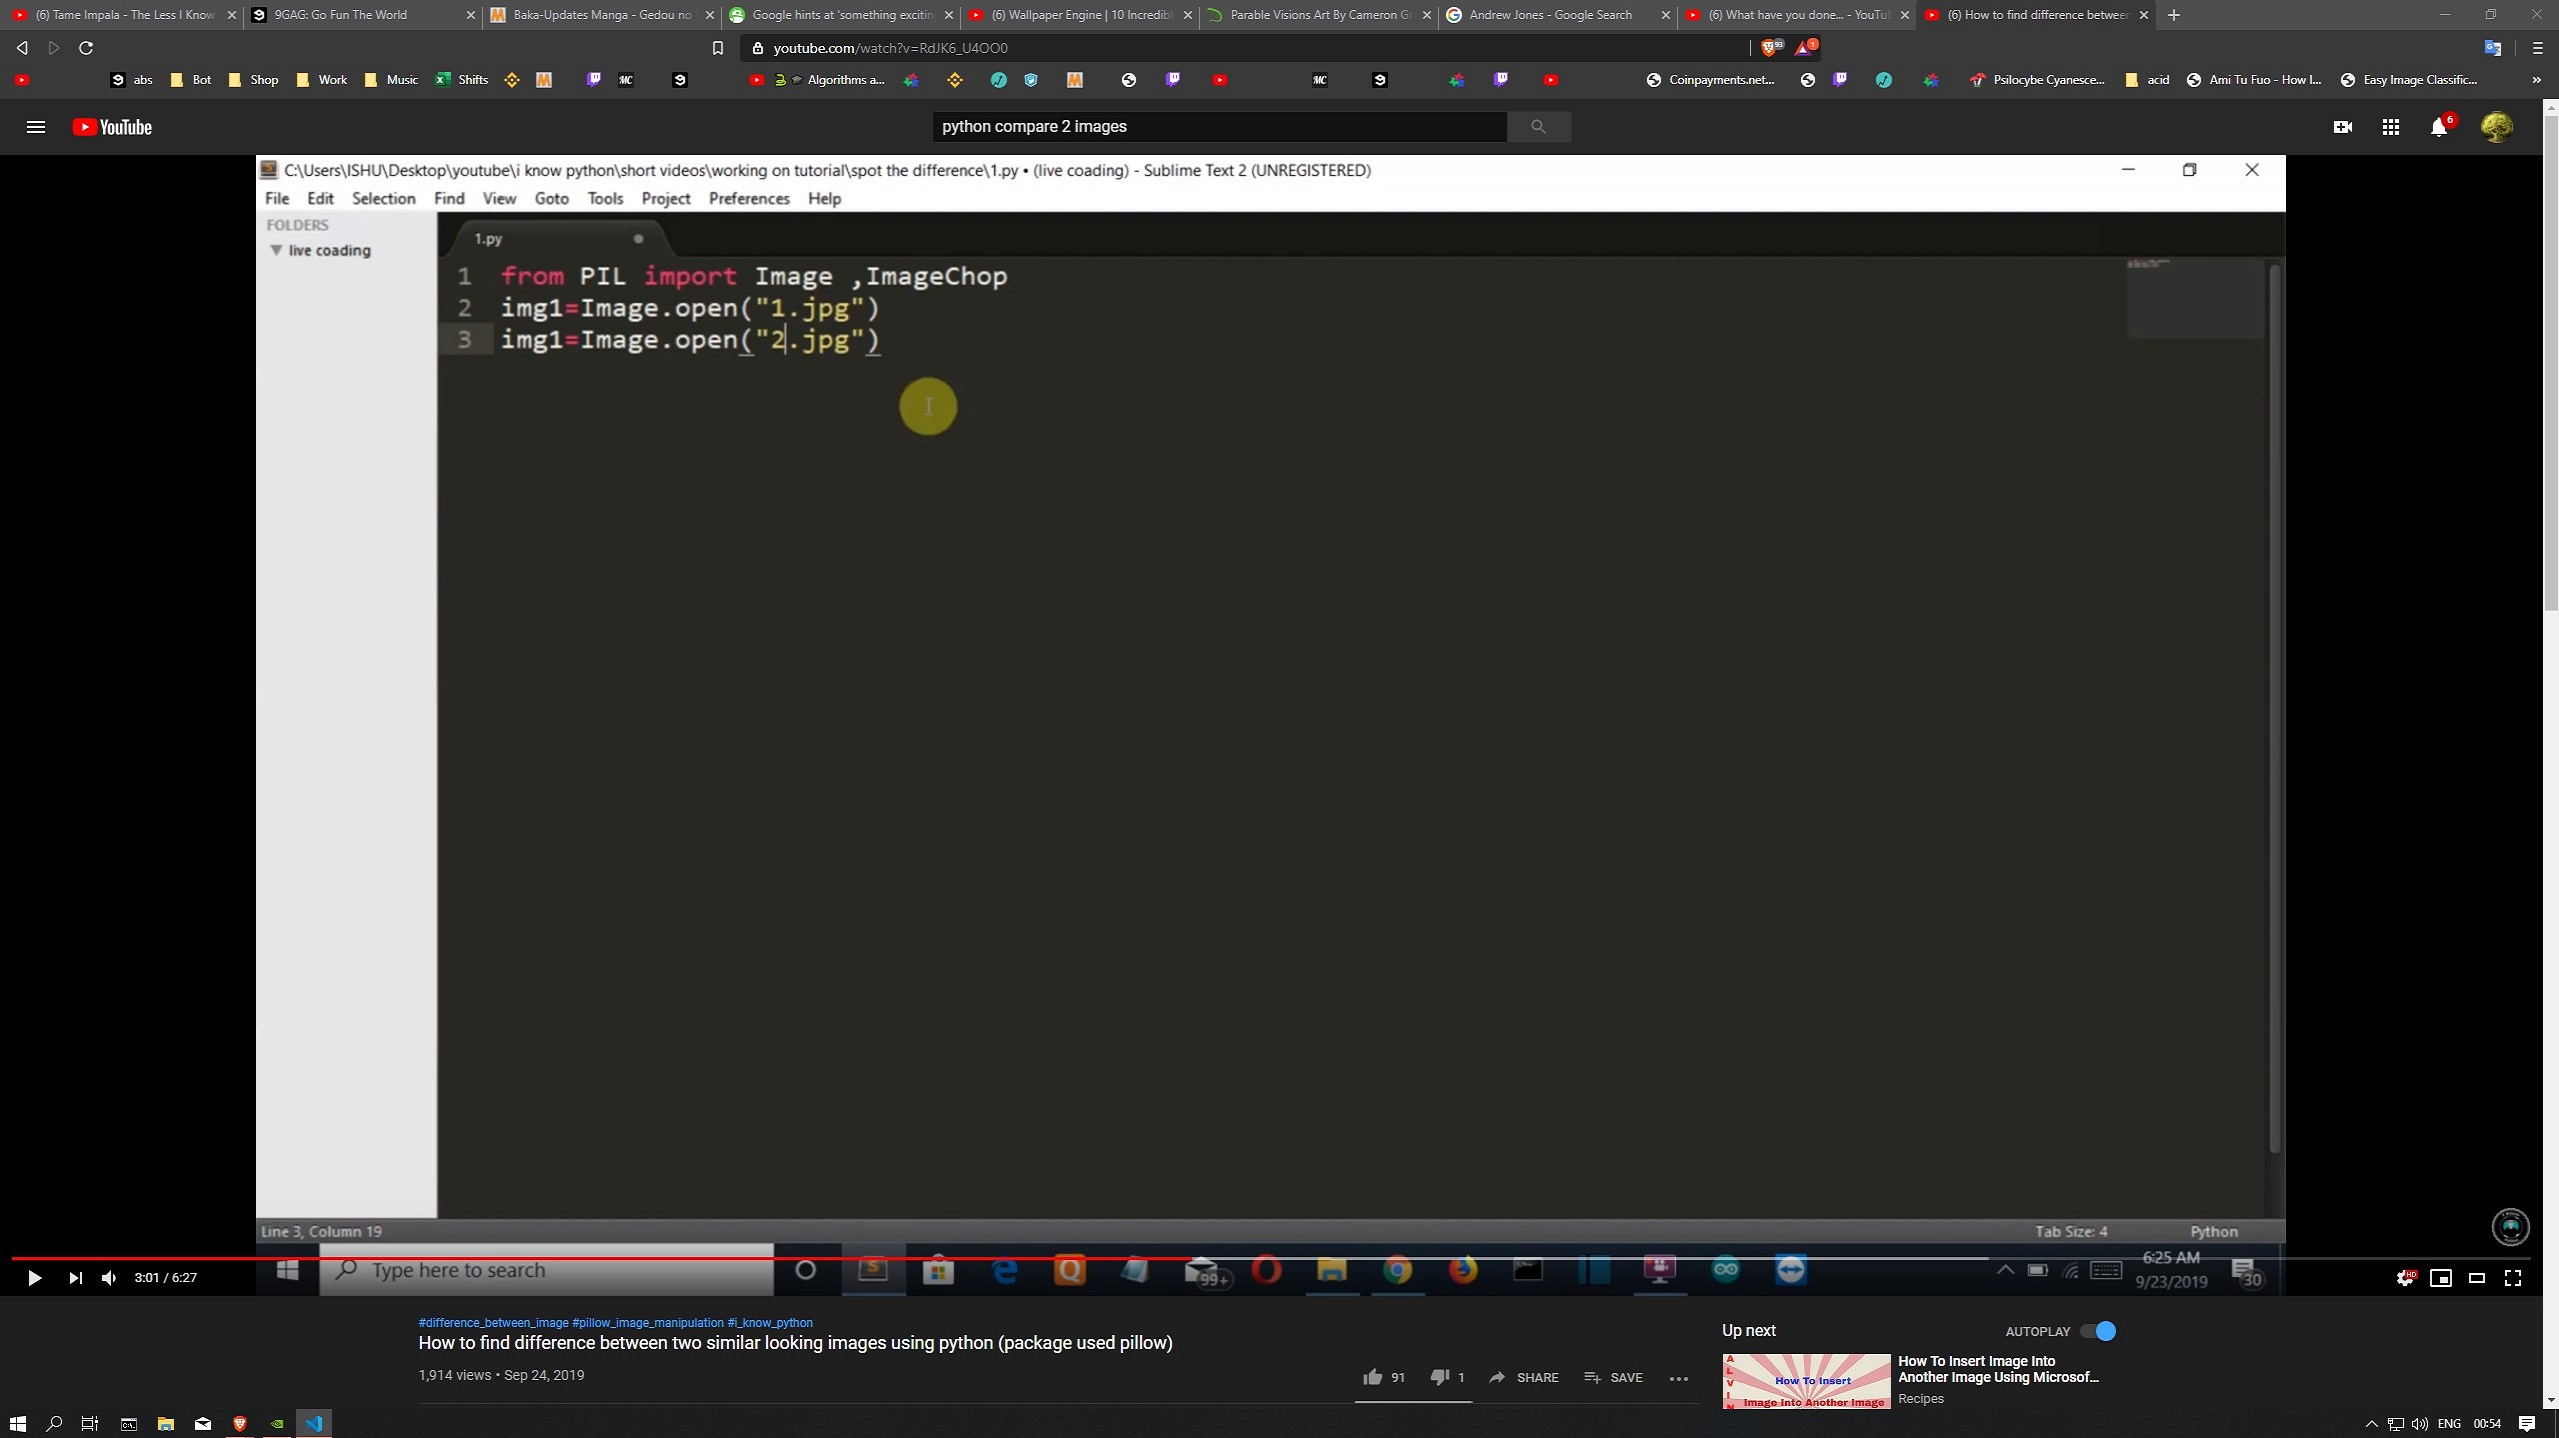 (6) Tame Impala - The Less I Know
9GAG: Go Fun The World
Baka-Updates Manga - Gedou no
Google hints at 'something excitin
(6) Wallpaper Engine | 10 Incredib
Parable Visions Art By Cameron Gr
Andrew Jones - Google Search
(6) What have you done... - YouTu
(6) How to find difference between
youtube.com/watch?v=RdJK6_U4OO0
93
1
abs
Bot
Shop
Work
Music
Shifts
MC
Algorithms a...
MC
Coinpayments.net...
Psilocybe Cyanesce...
acid
Ami Tu Fuo - How I...
Easy Image Classific...
YouTube
python compare 2 images
6
C:\Users\ISHU\Desktop\youtube\i know python\short videos\working on tutorial\spot the difference\1.py • (live coading) - Sublime Text 2 (UNREGISTERED)
File Edit Selection Find View Goto Tools Project Preferences Help
FOLDERS
live coading
1.py
1 from PIL import Image ,ImageChop
2 img1=Image.open("1.jpg")
3 img1=Image.open("2.jpg")
Line 3, Column 19
Tab Size: 4
Python
Type here to search
99+
6:25 AM
9/23/2019
30
3:01 / 6:27
HD
#difference_between_image #pillow_image_manipulation #i_know_python
How to find difference between two similar looking images using python (package used pillow)
1,914 views • Sep 24, 2019
91
1
SHARE
SAVE
Up next
AUTOPLAY
How To Insert
Image Into Another Image
How To Insert Image Into
Another Image Using Microsof...
Recipes
ENG
00:54